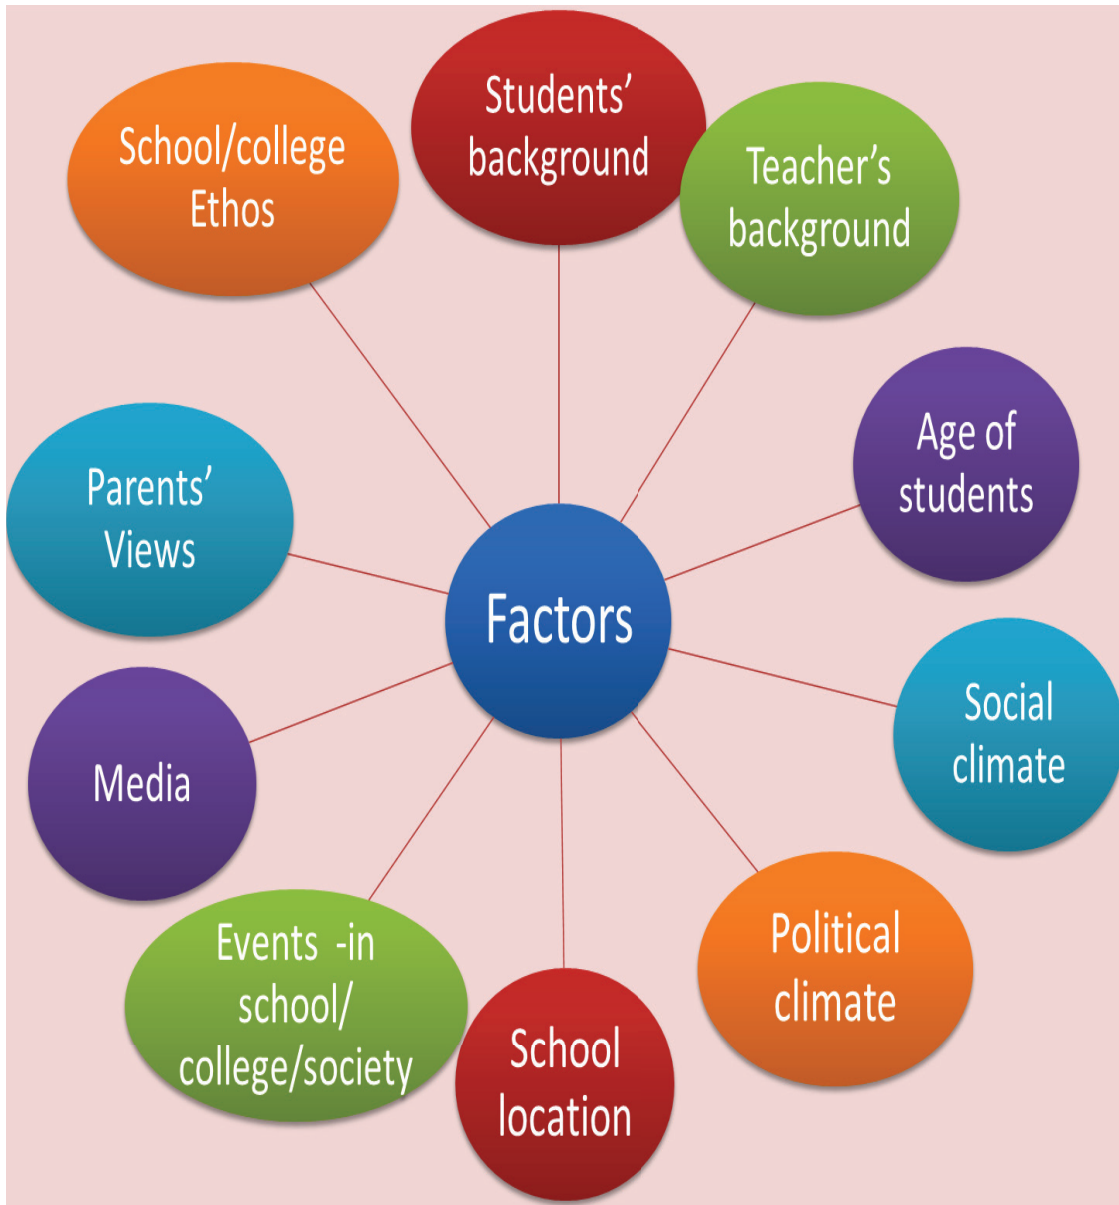 Students’
background
Teacher’s
background
Age of
students
Social
climate
Political
climate
School
location
Events  -in
school/
college/society
Media
Parents’
Views
School/college
Ethos
Factors